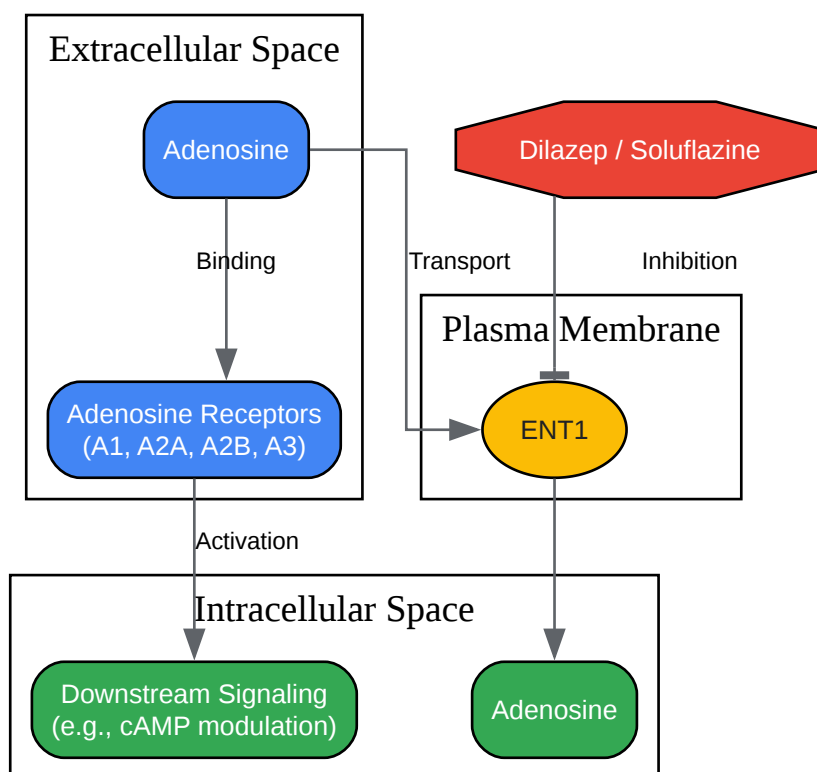 Extracellular Space
Adenosine
Dilazep / Soluflazine
Binding
Transport
Inhibition
Plasma Membrane
Adenosine Receptors
(A1, A2A, A2B, A3)
ENT1
Activation
Intracellular Space
Downstream Signaling
(e.g., cAMP modulation)
Adenosine